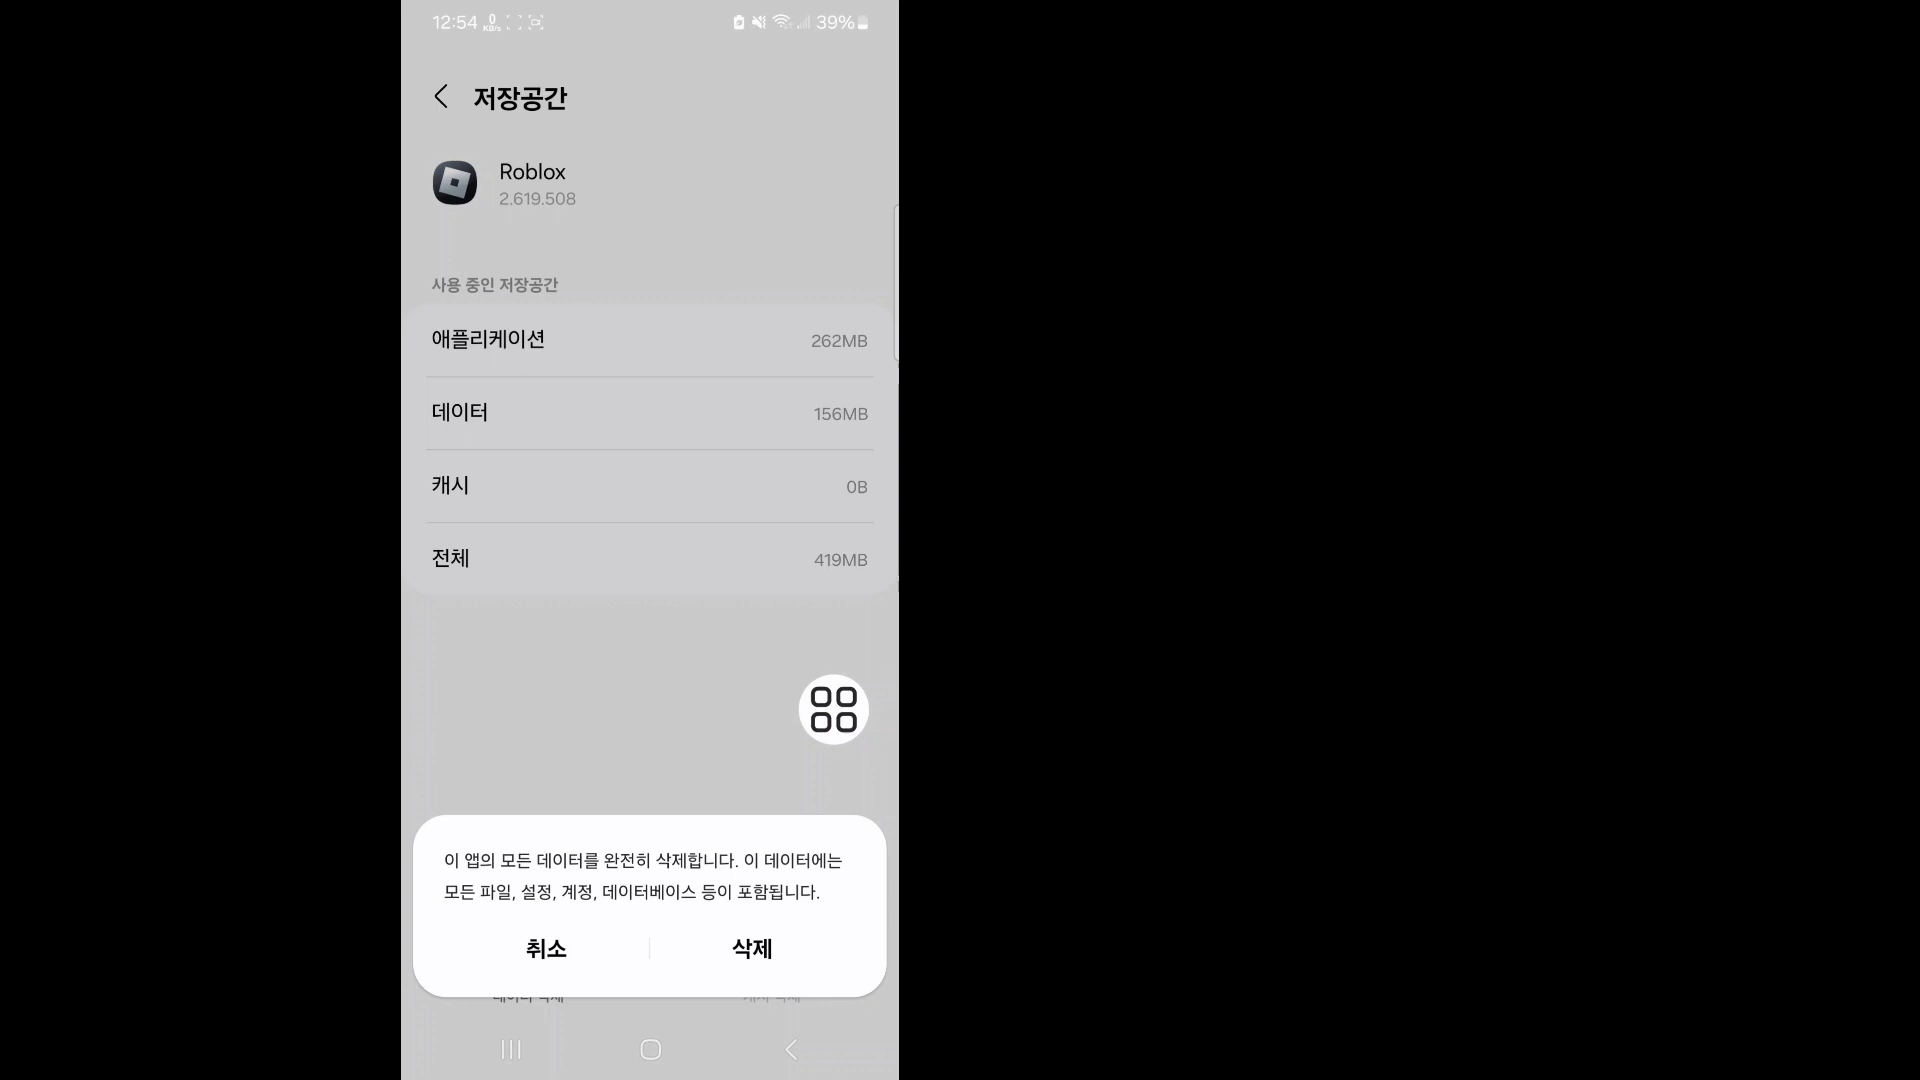 12:54 0 KB/s 39%
저장공간
Roblox
2.619.508
사용 중인 저장공간
애플리케이션 262MB
데이터 156MB
캐시 0B
전체 419MB
이 앱의 모든 데이터를 완전히 삭제합니다. 이 데이터에는
모든 파일, 설정, 계정, 데이터베이스 등이 포함됩니다.
취소 삭제